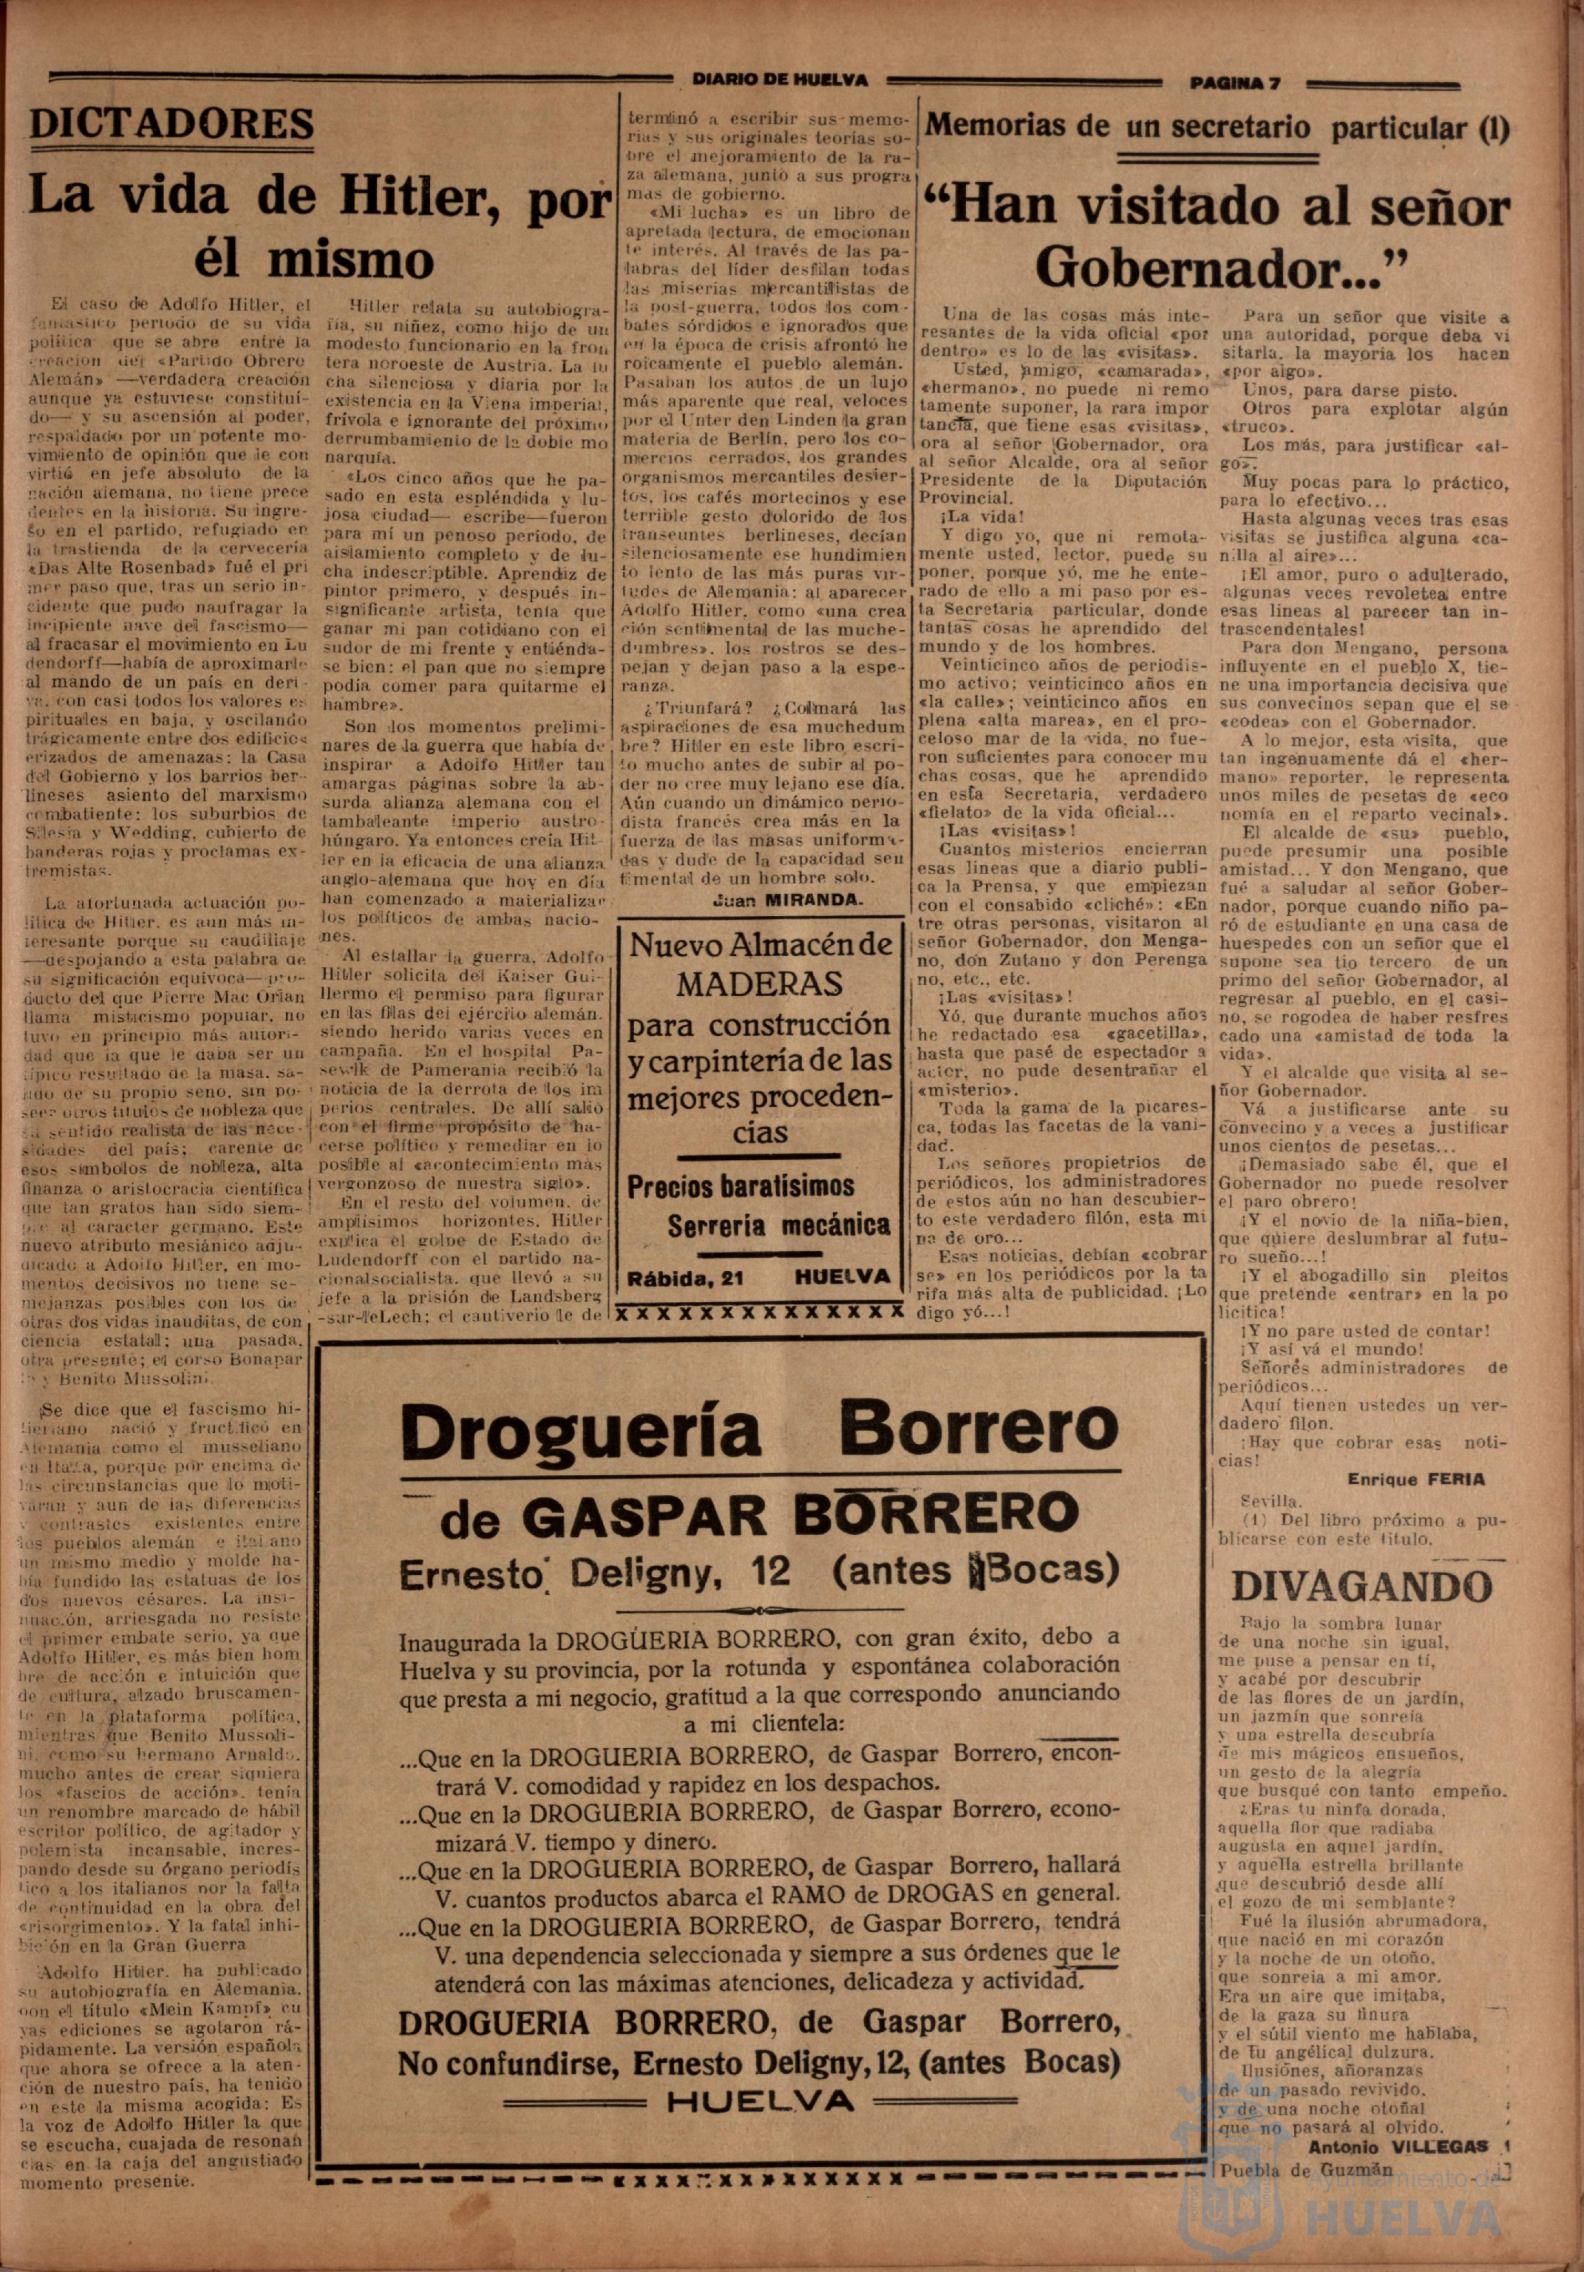 DIARIO DE HUELVA
PAGINA 7
DICTADORES
La vida de Hitler, por
él mismo
El caso de Adolfo Hitler, el
fantástico periodo de su vida
política que se abre entre la
creación del «Partido Obrero
Alemán» —verdadera creación
aunque ya estuviese constituí-
do— y su ascensión al poder,
respaldado por un potente mo-
vimiento de opinión que le con
virtió en jefe absoluto de la
nación alemana, no tiene prece
dentes en la historia. Su ingre-
so en el partido, refugiado en
la trastienda de la cervecería
«Das Alte Rosenbad» fué el pri
mer paso que, tras un serio in-
cidente que pudo naufragar la
incipiente nave del fascismo—
al fracasar el movimiento en Lu
dendorff—había de aproximarle
al mando de un país en deri-
va, con casi todos los valores es
pirituales en baja, y oscilando
trágicamente entre dos edificios
erizados de amenazas: la Casa
del Gobierno y los barrios ber-
lineses asiento del marxismo
combatiente: los suburbios de
Silesia y Wedding, cubierto de
banderas rojas y proclamas ex-
tremistas.
La afortunada actuación po-
lítica de Hitler, es aun más in-
teresante porque su caudillaje
—despojando a esta palabra de
su significación equívoca— pro-
ducto del que Pierre Mac Orlan
llama misticismo popular, no
tuvo en principio más autori-
dad que la que le daba ser un
típico resultado de la masa, sa-
lido de su propio seno, sin po-
seer otros títulos de nobleza que
su sentido realista de las nece-
sidades del país; carente de
esos símbolos de nobleza, alta
finanza o aristocracia científica
que tan gratos han sido siem-
pre al caracter germano. Este
nuevo atributo mesiánico adju-
dicado a Adolfo Hitler, en mo-
mentos decisivos no tiene se-
mejanzas posibles con los de
otras dos vidas inauditas, de con
ciencia estatal; una pasada,
otra presente; el corso Bonapar
te y Benito Mussolini.
¡Se dice que el fascismo hi-
tleriano nació y fructificó en
Alemania como el musseliano
en Italia, porque por encima de
las circunstancias que lo moti-
varan y aun de las diferencias
y contrastes existentes entre
los pueblos alemán e italiano
un mismo medio y molde ha-
bía fundido las estatuas de los
dos nuevos césares. La insi-
nuación, arriesgada no resiste
el primer embate serio, ya que
Adolfo Hitler, es más bien hom
bre de acción e intuición que
de cultura, alzado bruscamen-
te en la plataforma política,
mientras que Benito Mussoli-
ni, como su hermano Arnaldo,
mucho antes de crear siquiera
los «fascios de acción», tenía
un renombre marcado de hábil
escritor político, de agitador y
polemista incansable, incres-
pando desde su órgano periodís
tico a los italianos por la falta
de continuidad en la obra del
«risorgimento». Y la fatal inhi-
bición en la Gran Guerra
Adolfo Hitler, ha publicado
su autobiografía en Alemania,
con el título «Mein Kampf» cu
yas ediciones se agotaron rá-
pidamente. La versión española
que ahora se ofrece a la aten-
ción de nuestro país, ha tenido
en este la misma acogida: Es
la voz de Adolfo Hitler la que
se escucha, cuajada de resonan
cias en la caja del angustiado
momento presente.
Hitler relata su autobiogra-
fía, su niñez, como hijo de un
modesto funcionario en la fron
tera noroeste de Austria. La lu
cha silenciosa y diaria por la
existencia en la Viena imperial,
frívola e ignorante del próximo
derrumbamiento de la doble mo
narquía.
«Los cinco años que he pa-
sado en esta espléndida y lu-
josa ciudad— escribe—fueron
para mí un penoso período, de
aislamiento completo y de lu-
cha indescriptible. Aprendiz de
pintor primero, y después in-
significante artista, tenía que
ganar mi pan cotidiano con el
sudor de mi frente y entiénda-
se bien: el pan que no siempre
podía comer para quitarme el
hambre».
Son los momentos prelimi-
nares de la guerra que había de
inspirar a Adolfo Hitler tan
amargas páginas sobre la ab-
surda alianza alemana con el
tambaleante imperio austro-
húngaro. Ya entonces creía Hit-
ler en la eficacia de una alianza
anglo-alemana que hoy en día
han comenzado a materializar
los políticos de ambas nacio-
nes.
Al estallar la guerra, Adolfo
Hitler solicita del Kaiser Gui-
llermo el permiso para figurar
en las filas del ejército alemán,
siendo herido varias veces en
campaña. En el hospital Pa-
sewlk de Pamerania recibió la
noticia de la derrota de los im
perios centrales. De allí salió
con el firme propósito de ha-
cerse político y remediar en lo
posible al «acontecimiento más
vergonzoso de nuestra siglo».
En el resto del volumen, de
amplisimos horizontes, Hitler
explica el golpe de Estado de
Ludendorff con el partido na-
cionalsocialista, que llevó a su
jefe a la prisión de Landsberg
-sur-leLech; el cautiverio le de
terminó a escribir sus memo-
rias y sus originales teorías so-
bre el mejoramiento de la ra-
za alemana, junto a sus progra
mas de gobierno.
«Mi lucha» es un libro de
apretada lectura, de emocionan
te interés. Al través de las pa-
labras del líder desfilan todas
las miserias mercantilistas de
la post-guerra, todos los com-
bates sórdidos e ignorados que
en la época de crisis afrontó he
roicamente el pueblo alemán.
Pasaban los autos de un lujo
más aparente que real, veloces
por el Unter den Linden la gran
materia de Berlín, pero los co-
mercios cerrados, los grandes
organismos mercantiles desier-
tos, los cafés mortecinos y ese
terrible gesto dolorido de los
transeuntes berlineses, decían
silenciosamente ese hundimien
to lento de las más puras vir-
tudes de Alemania: al aparecer
Adolfo Hitler, como «una crea
ción sentimental de las muche-
dumbres», los rostros se des-
pejan y dejan paso a la espe-
ranza.
¿Triunfará? ¿Colmará las
aspiraciones de esa muchedum
bre? Hitler en este libro escri-
to mucho antes de subir al po-
der no cree muy lejano ese día.
Aún cuando un dinámico perio-
dista francés crea más en la
fuerza de las masas uniforma-
das y dude de la capacidad sen
timental de un hombre solo.
Juan MIRANDA.
Nuevo Almacén de
MADERAS
para construcción
y carpintería de las
mejores proceden-
cias
Precios baratísimos
Serrería mecánica
Rábida, 21 HUELVA
Memorias de un secretario particular (1)
“Han visitado al señor
Gobernador...”
Una de las cosas más inte-
resantes de la vida oficial «por
dentro» es lo de las «visitas».
Usted, amigo, «camarada»,
«hermano», no puede ni remo
tamente suponer, la rara impor
tancia, que tiene esas «visitas»,
ora al señor Gobernador, ora
al señor Alcalde, ora al señor
Presidente de la Diputación
Provincial.
¡La vida!
Y digo yo, que ni remota-
mente usted, lector, puede su
poner, porque yó, me he ente-
rado de ello a mi paso por es-
ta Secretaria particular, donde
tantas cosas he aprendido del
mundo y de los hombres.
Veinticinco años de periodis-
mo activo; veinticinco años en
«la calle»; veinticinco años en
plena «alta marea», en el pro-
celoso mar de la vida, no fue-
ron suficientes para conocer mu
chas cosas, que he aprendido
en esta Secretaria, verdadero
«fielato» de la vida oficial...
¡Las «visitas»!
Cuantos misterios encierran
esas lineas que a diario publi-
ca la Prensa, y que empiezan
con el consabido «cliché»: «En
tre otras personas, visitaron al
señor Gobernador, don Menga-
no, don Zutano y don Perenga
no, etc., etc.
¡Las «visitas»!
Yó, que durante muchos años
he redactado esa «gacetilla»,
hasta que pasé de espectador a
actor, no pude desentrañar el
«misterio».
Toda la gama de la picares-
ca, todas las facetas de la vani-
dad.
Los señores propietrios de
periódicos, los administradores
de estos aún no han descubier-
to este verdadero filón, esta mi
na de oro...
Esas noticias, debían «cobrar
se» en los periódicos por la ta
rifa más alta de publicidad. ¡Lo
digo yó...!
Para un señor que visite a
una autoridad, porque deba vi
sitarla, la mayoria los hacen
«por algo».
Unos, para darse pisto.
Otros para explotar algún
«truco».
Los más, para justificar «al-
go».
Muy pocas para lo práctico,
para lo efectivo...
Hasta algunas veces tras esas
visitas se justifica alguna «ca-
nilla al aire»...
¡El amor, puro o adulterado,
algunas veces revoletea entre
esas lineas al parecer tan in-
trascendentales!
Para don Mengano, persona
influyente en el pueblo X, tie-
ne una importancia decisiva que
sus convecinos sepan que el se
«codea» con el Gobernador.
A lo mejor, esta visita, que
tan ingenuamente dá el «her-
mano» reporter, le representa
unos miles de pesetas de «eco
nomía en el reparto vecinal».
El alcalde de «su» pueblo,
puede presumir una posible
amistad... Y don Mengano, que
fué a saludar al señor Gober-
nador, porque cuando niño pa-
ró de estudiante en una casa de
huespedes con un señor que el
supone sea tio tercero de un
primo del señor Gobernador, al
regresar al pueblo, en el casi-
no, se rogodea de haber resfres
cado una «amistad de toda la
vida».
Y el alcalde que visita al se-
ñor Gobernador.
Vá a justificarse ante su
convecino y a veces a justificar
unos cientos de pesetas...
¡Demasiado sabe él, que el
Gobernador no puede resolver
el paro obrero!
¡Y el novio de la niña-bien,
que quiere deslumbrar al futu-
ro sueño...!
¡Y el abogadillo sin pleitos
que pretende «entrar» en la po
licitica!
¡Y no pare usted de contar!
¡Y así vá el mundo!
Señorés administradores de
periódicos...
Aquí tienen ustedes un ver-
dadero filon.
¡Hay que cobrar esas noti-
cias!
Enrique FERIA
Sevilla.
(1) Del libro próximo a pu-
blicarse con este titulo.
DIVAGANDO
Bajo la sombra lunar
de una noche sin igual,
me puse a pensar en tí,
y acabé por descubrir
de las flores de un jardín,
un jazmín que sonreía
y una estrella descubría
de mis mágicos ensueños,
un gesto de la alegría
que busqué con tanto empeño.
¿Eras tu ninfa dorada,
aquella flor que radiaba
augusta en aquel jardín,
y aquella estrella brillante
que descubrió desde allí
el gozo de mi semblante?
Fué la ilusión abrumadora,
que nació en mi corazón
y la noche de un otoño,
que sonreia a mi amor.
Era un aire que imitaba,
de la gaza su finura
y el sútil viento me hablaba,
de tu angélical dulzura.
Ilusiónes, añoranzas
de un pasado revivido,
y de una noche otoñal
que no pasará al olvido.
Antonio VILLEGAS
Puebla de Guzmán
Droguería Borrero
de GASPAR BORRERO
Ernesto Deligny, 12 (antes Bocas)
Inaugurada la DROGUERIA BORRERO, con gran éxito, debo a
Huelva y su provincia, por la rotunda y espontánea colaboración
que presta a mi negocio, gratitud a la que correspondo anunciando
a mi clientela:
...Que en la DROGUERIA BORRERO, de Gaspar Borrero, encon-
trará V. comodidad y rapidez en los despachos.
...Que en la DROGUERIA BORRERO, de Gaspar Borrero, econo-
mizará V. tiempo y dinero.
...Que en la DROGUERIA BORRERO, de Gaspar Borrero, hallará
V. cuantos productos abarca el RAMO de DROGAS en general.
...Que en la DROGUERIA BORRERO, de Gaspar Borrero, tendrá
V. una dependencia seleccionada y siempre a sus órdenes que le
atenderá con las máximas atenciones, delicadeza y actividad.
DROGUERIA BORRERO, de Gaspar Borrero,
No confundirse, Ernesto Deligny, 12, (antes Bocas)
HUELVA
Ayuntamiento de
HUELVA